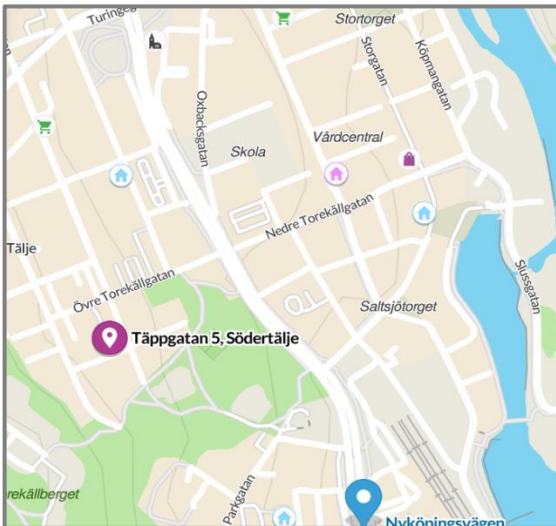 Turingeg
Stortorget
Storgatan
Köpmangatan
Oxbacksgatan
Skola
Vårdcentral
Nedre Torekällgatan
Tälje
Slussgatan
Övre Torekällgatan
Saltsjötorget
Täppgatan 5, Södertälje
rekällberget
Parkgatan
Nyköpingsvägen